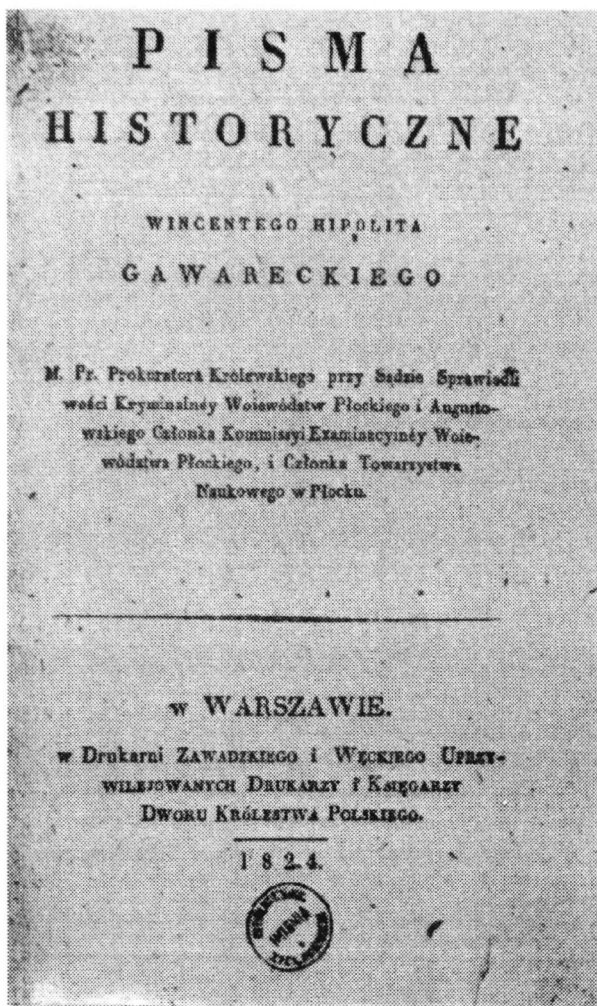 PISMA
HISTORYCZNE
WINCENTEGO HIPOLITA
GAWARECKIEGO
M. Pr. Prokuratora Królewskiego przy Sądzie Sprawiedli
wości Kryminalnéy Woiewództw Płockiego i Augusto-
wskiego Członka Kommissyi Examinacyinéy Woie-
wództwa Płockiego, i Członka Towarzystwa
Naukowego w Płocku.
w WARSZAWIE.
w Drukarni ZAWADZKIEGO i WĘCKIEGO UPRZY-
WILEJOWANYCH DRUKARZY i KSIĘGARZY
DWORU KRÓLESTWA POLSKIEGO.
1824.